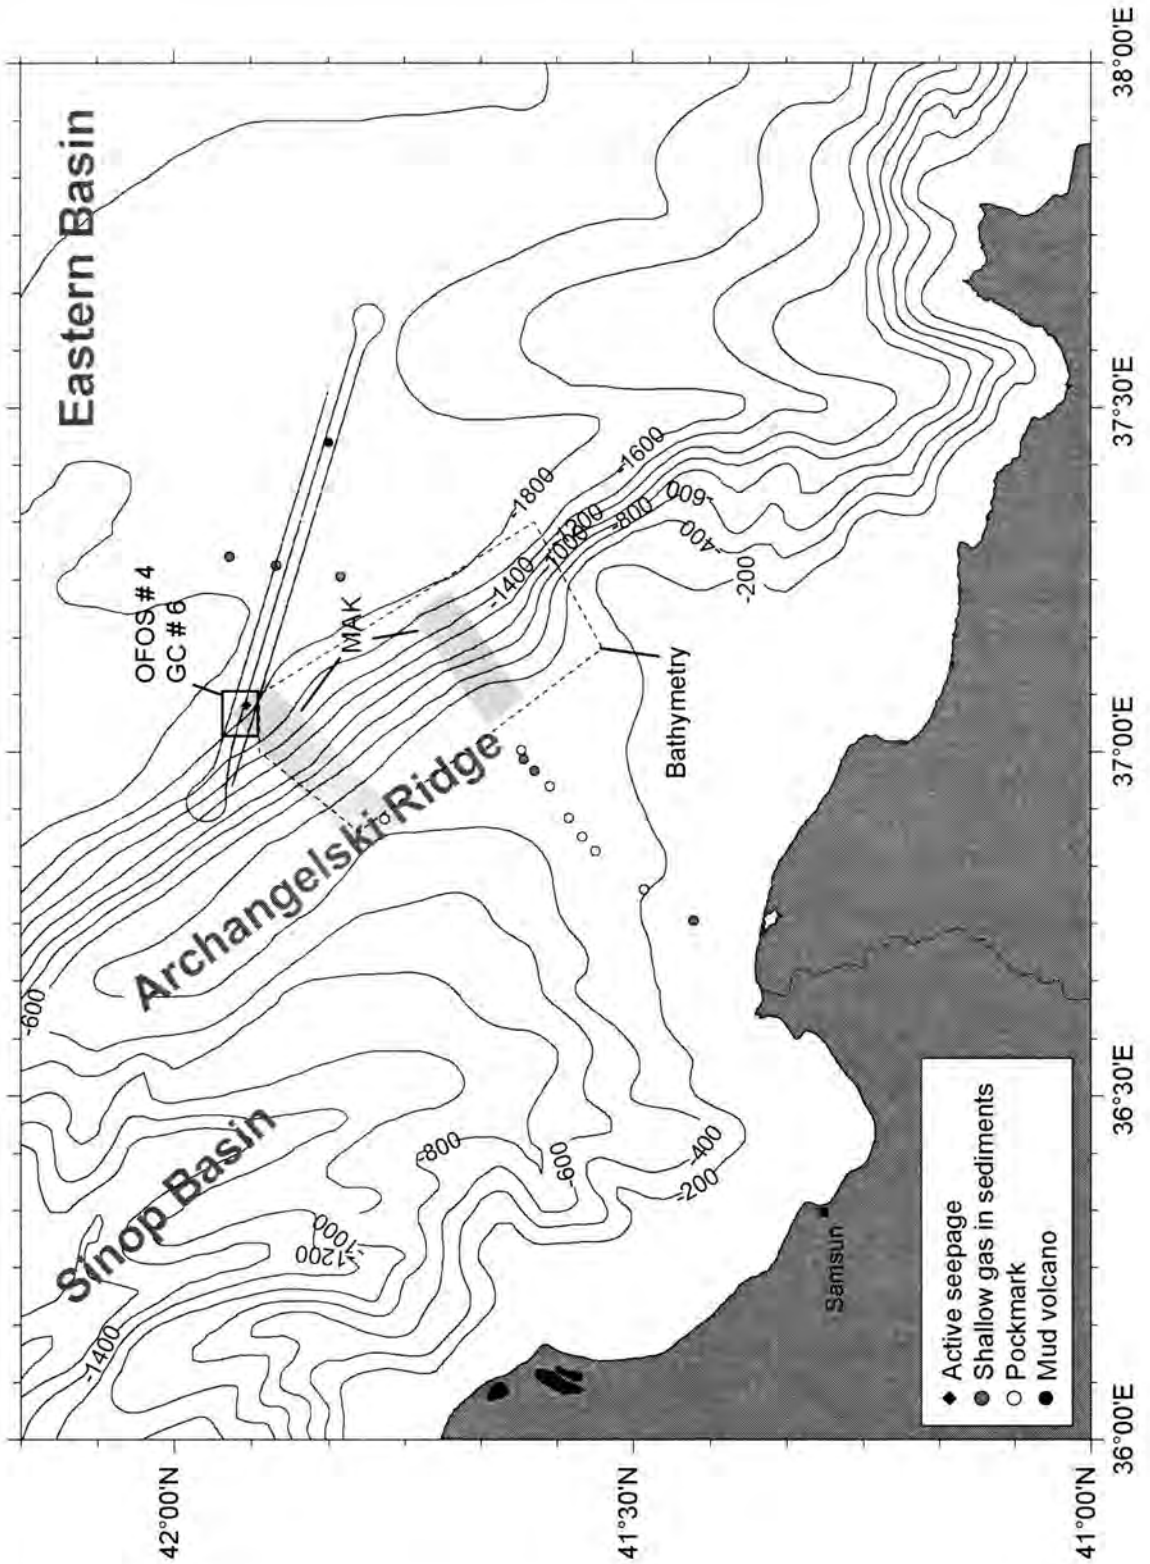 Eastern Basin
Archangelski Ridge
Sinop Basin
OFOS # 4
GC # 6
MAK
Bathymetry
Samsun
-600
-1400
-1200
-1000
-800
-600
-400
-200
-1800
-1600
-1400
-1200
1000
-800
-600
-400
-200
Active seepage
Shallow gas in sediments
Pockmark
Mud volcano
42°00'N
41°30'N
41°00'N
36°00'E
36°30'E
37°00'E
37°30'E
38°00'E